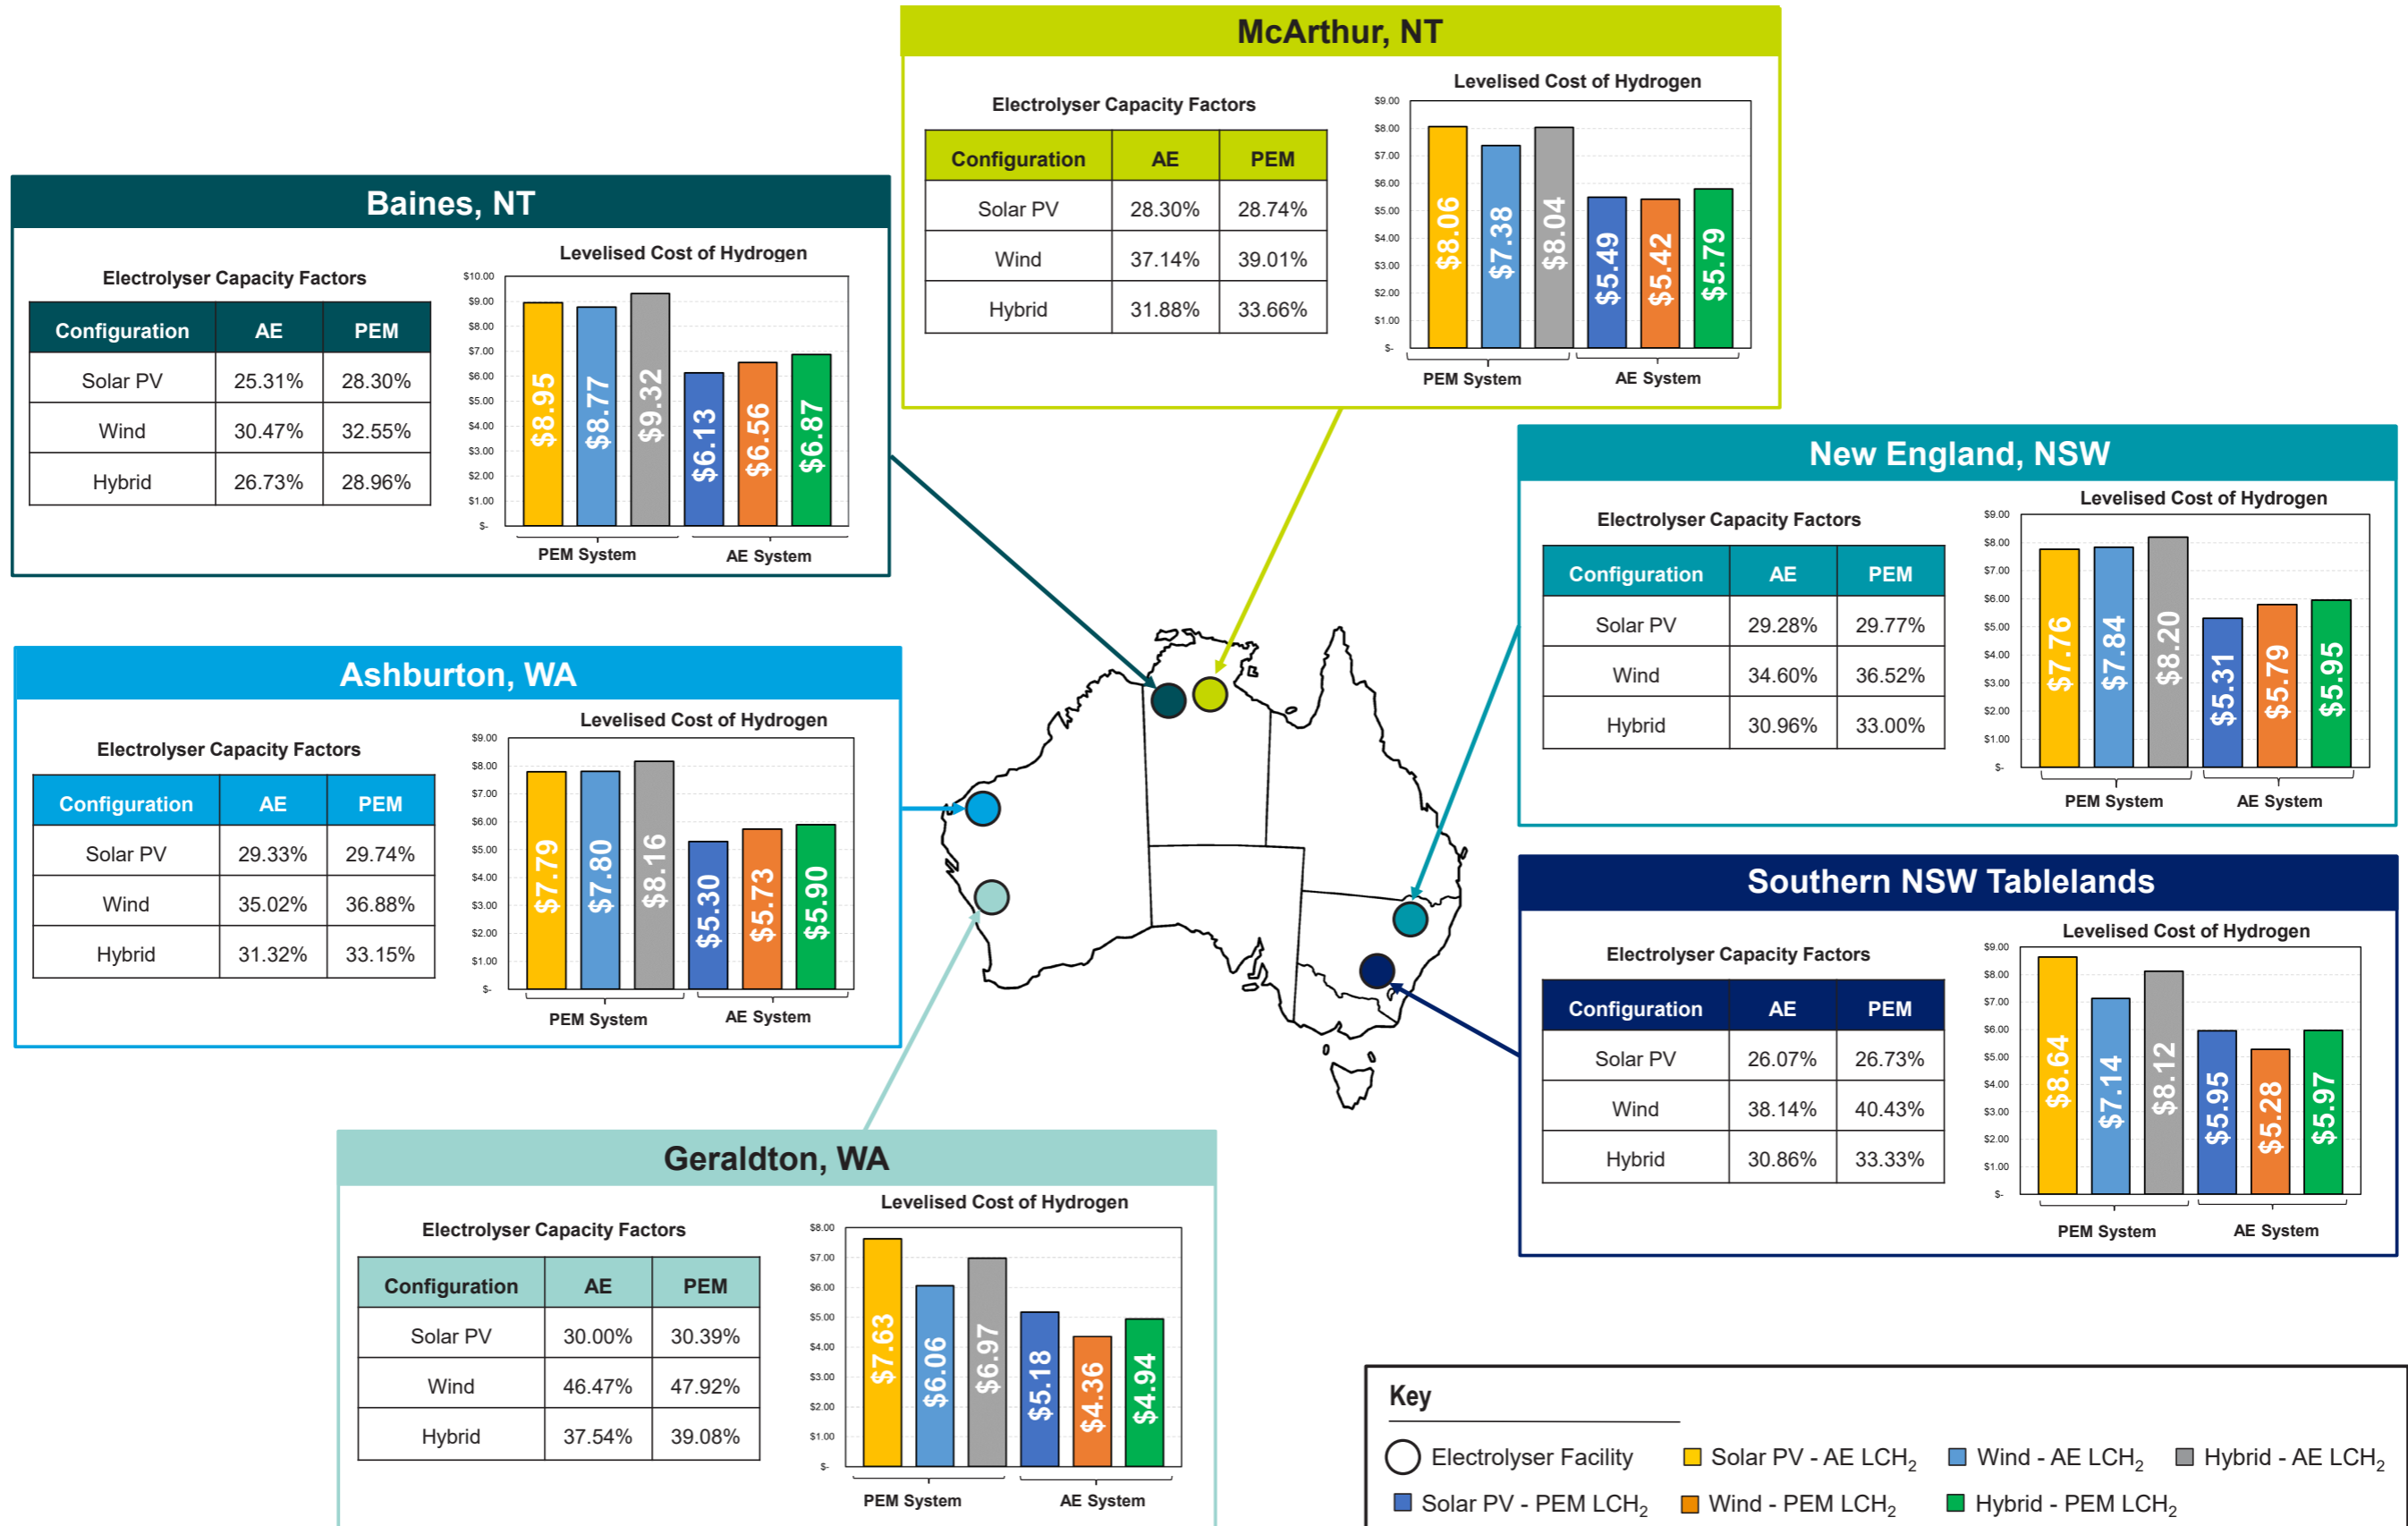 McArthur, NT
Electrolyser Capacity Factors
Configuration AE PEM
Solar PV 28.30% 28.74%
Wind 37.14% 39.01%
Hybrid 31.88% 33.66%
Levelised Cost of Hydrogen
$9.00
$8.00
$7.00
$6.00
$5.00
$4.00
$3.00
$2.00
$1.00
$-
$8.06 $7.38 $8.04 $5.49 $5.42 $5.79
PEM System AE System
Baines, NT
Electrolyser Capacity Factors
Configuration AE PEM
Solar PV 25.31% 28.30%
Wind 30.47% 32.55%
Hybrid 26.73% 28.96%
Levelised Cost of Hydrogen
$10.00
$9.00
$8.00
$7.00
$6.00
$5.00
$4.00
$3.00
$2.00
$1.00
$-
$8.95 $8.77 $9.32 $6.13 $6.56 $6.87
PEM System AE System
New England, NSW
Electrolyser Capacity Factors
Configuration AE PEM
Solar PV 29.28% 29.77%
Wind 34.60% 36.52%
Hybrid 30.96% 33.00%
Levelised Cost of Hydrogen
$9.00
$8.00
$7.00
$6.00
$5.00
$4.00
$3.00
$2.00
$1.00
$-
$7.76 $7.84 $8.20 $5.31 $5.79 $5.95
PEM System AE System
Ashburton, WA
Electrolyser Capacity Factors
Configuration AE PEM
Solar PV 29.33% 29.74%
Wind 35.02% 36.88%
Hybrid 31.32% 33.15%
Levelised Cost of Hydrogen
$9.00
$8.00
$7.00
$6.00
$5.00
$4.00
$3.00
$2.00
$1.00
$-
$7.79 $7.80 $8.16 $5.30 $5.73 $5.90
PEM System AE System
Southern NSW Tablelands
Electrolyser Capacity Factors
Configuration AE PEM
Solar PV 26.07% 26.73%
Wind 38.14% 40.43%
Hybrid 30.86% 33.33%
Levelised Cost of Hydrogen
$9.00
$8.00
$7.00
$6.00
$5.00
$4.00
$3.00
$2.00
$1.00
$-
$8.64 $7.14 $8.12 $5.95 $5.28 $5.97
PEM System AE System
Geraldton, WA
Electrolyser Capacity Factors
Configuration AE PEM
Solar PV 30.00% 30.39%
Wind 46.47% 47.92%
Hybrid 37.54% 39.08%
Levelised Cost of Hydrogen
$8.00
$7.00
$6.00
$5.00
$4.00
$3.00
$2.00
$1.00
$-
$7.63 $6.06 $6.97 $5.18 $4.36 $4.94
PEM System AE System
Key
Electrolyser Facility Solar PV - AE LCH₂ Wind - AE LCH₂ Hybrid - AE LCH₂
Solar PV - PEM LCH₂ Wind - PEM LCH₂ Hybrid - PEM LCH₂